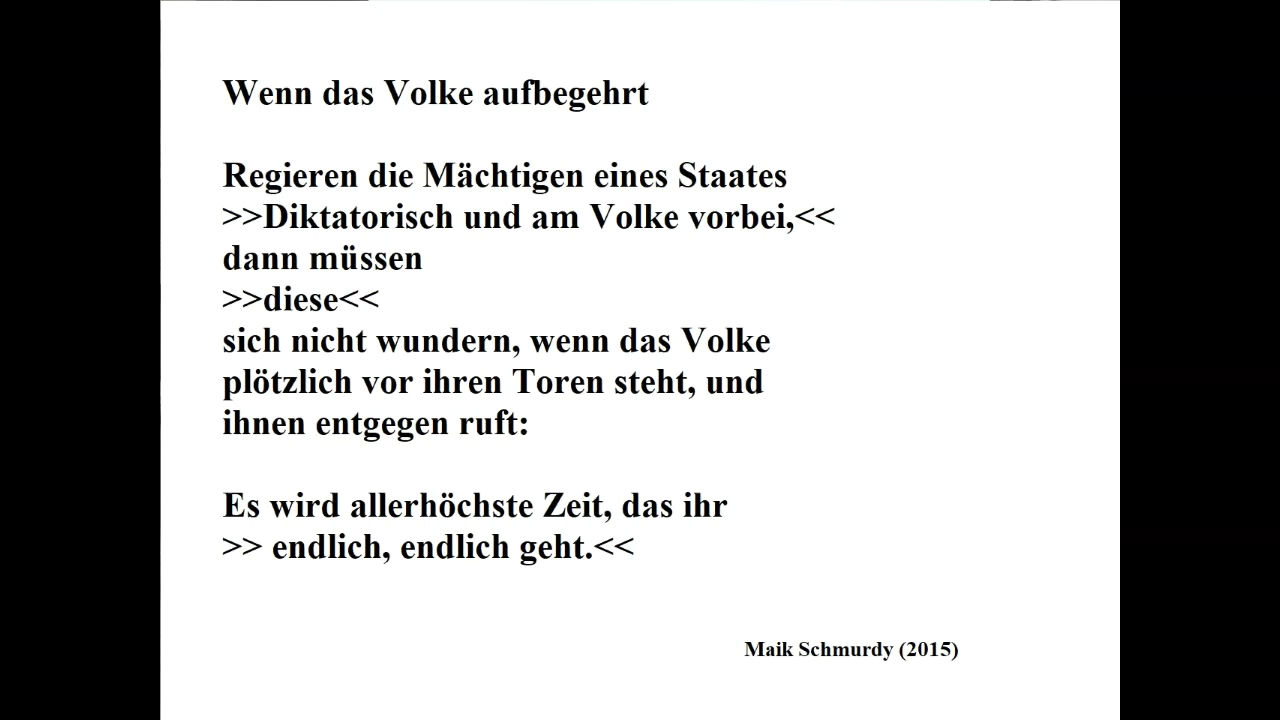 Wenn das Volke aufbegehrt
Regieren die Mächtigen eines Staates
>>Diktatorisch und am Volke vorbei,<<
dann müssen
>>diese<<
sich nicht wundern, wenn das Volke
plötzlich vor ihren Toren steht, und
ihnen entgegen ruft:
Es wird allerhöchste Zeit, das ihr
>> endlich, endlich geht.<<
Maik Schmurdy (2015)